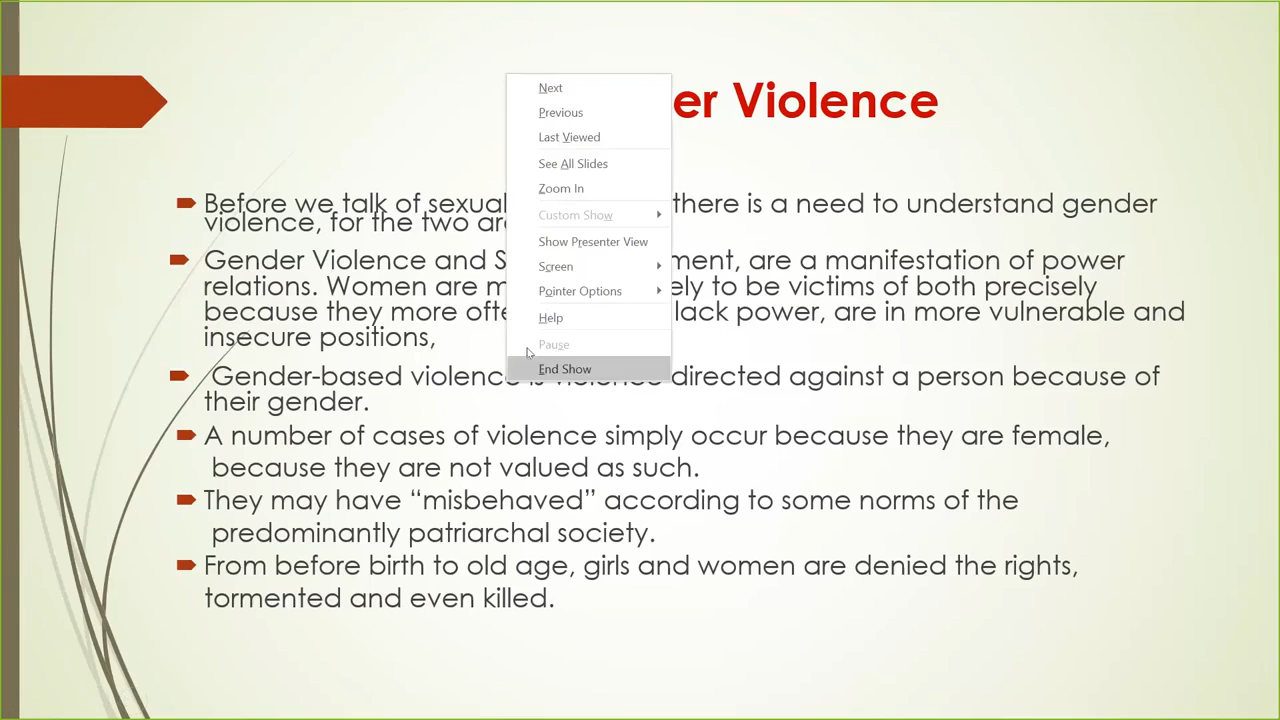 er Violence
Next
Previous
Last Viewed
See All Slides
Zoom In
Custom Show
Show Presenter View
Screen
Pointer Options
Help
Pause
End Show
Before we talk of sexual there is a need to understand gender
violence, for the two ar
Gender Violence and S ment, are a manifestation of power
relations. Women are m ely to be victims of both precisely
because they more ofte lack power, are in more vulnerable and
insecure positions,
Gender-based violence is violence directed against a person because of
their gender.
A number of cases of violence simply occur because they are female,
because they are not valued as such.
They may have “misbehaved” according to some norms of the
predominantly patriarchal society.
From before birth to old age, girls and women are denied the rights,
tormented and even killed.